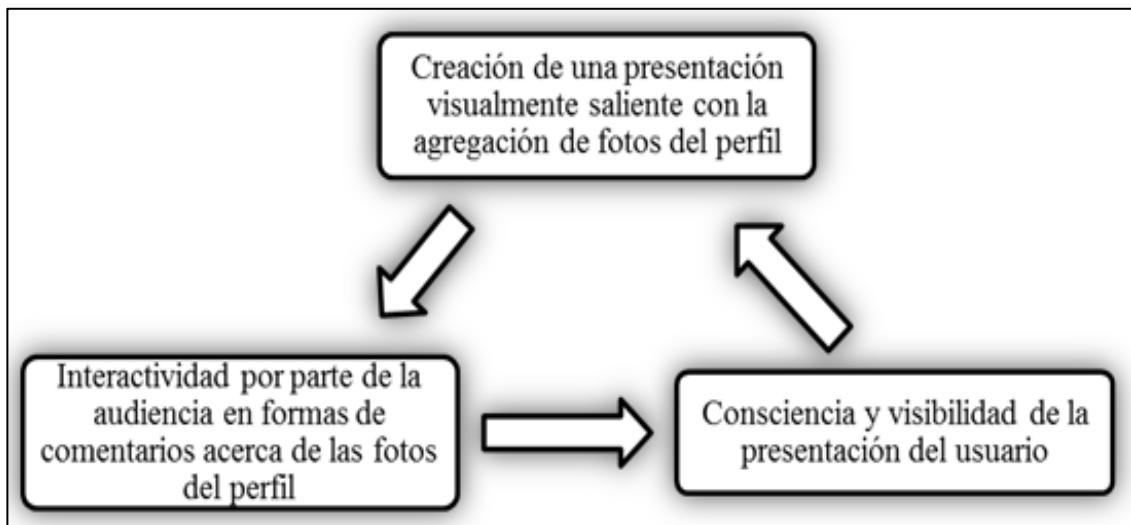 Creación de una presentación
visualmente saliente con la
agregación de fotos del perfil
Interactividad por parte de la
audiencia en formas de
comentarios acerca de las fotos
del perfil
Consciencia y visibilidad de la
presentación del usuario